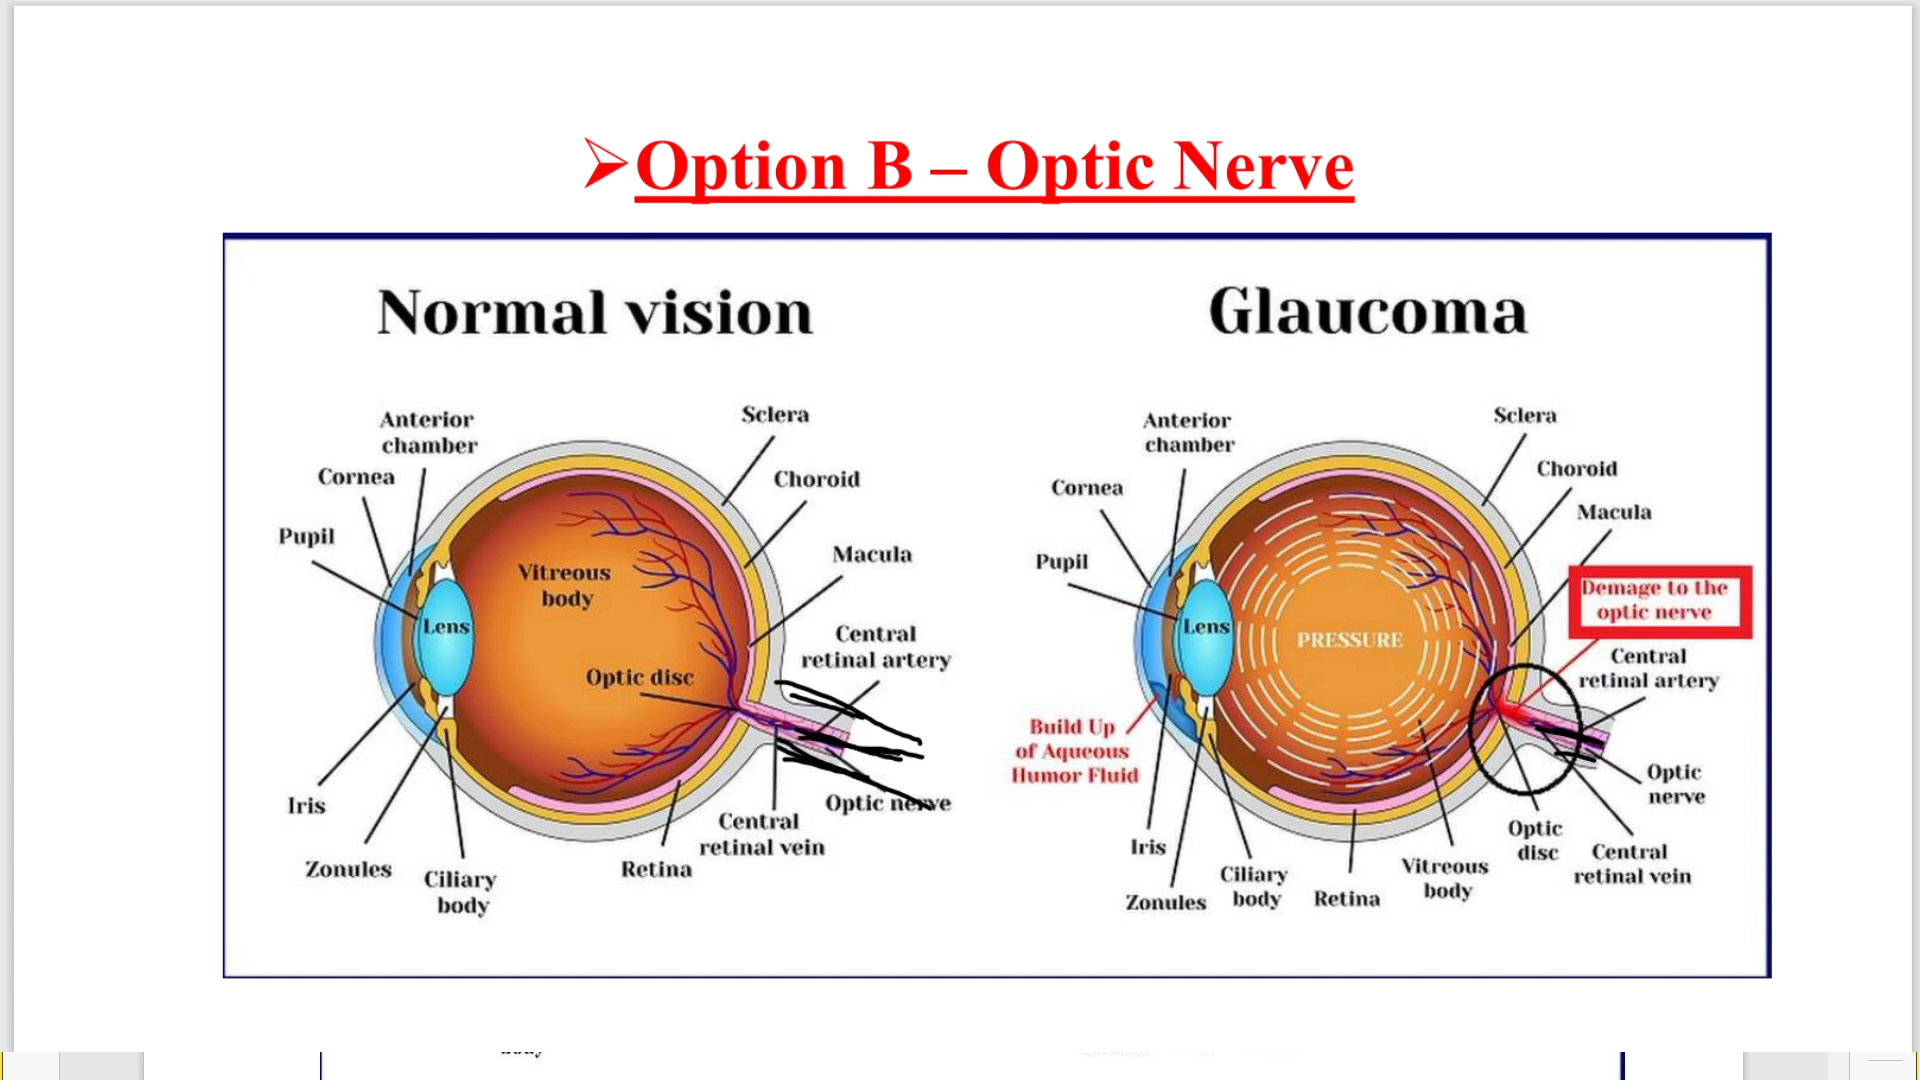 ➢Option B – Optic Nerve
Normal vision
Anterior
chamber
Cornea
Pupil
Sclera
Choroid
Macula
Vitreous
body
Lens
Central
retinal artery
Optic disc
Optic nerve
Central
retinal vein
Retina
Iris
Zonules
Ciliary
body
Glaucoma
Anterior
chamber
Cornea
Pupil
Sclera
Choroid
Macula
Demage to the
optic nerve
Lens
PRESSURE
Central
retinal artery
Build Up
of Aqueous
Humor Fluid
Optic
nerve
Optic
disc
Central
retinal vein
Iris
Zonules
Ciliary
body
Retina
Vitreous
body